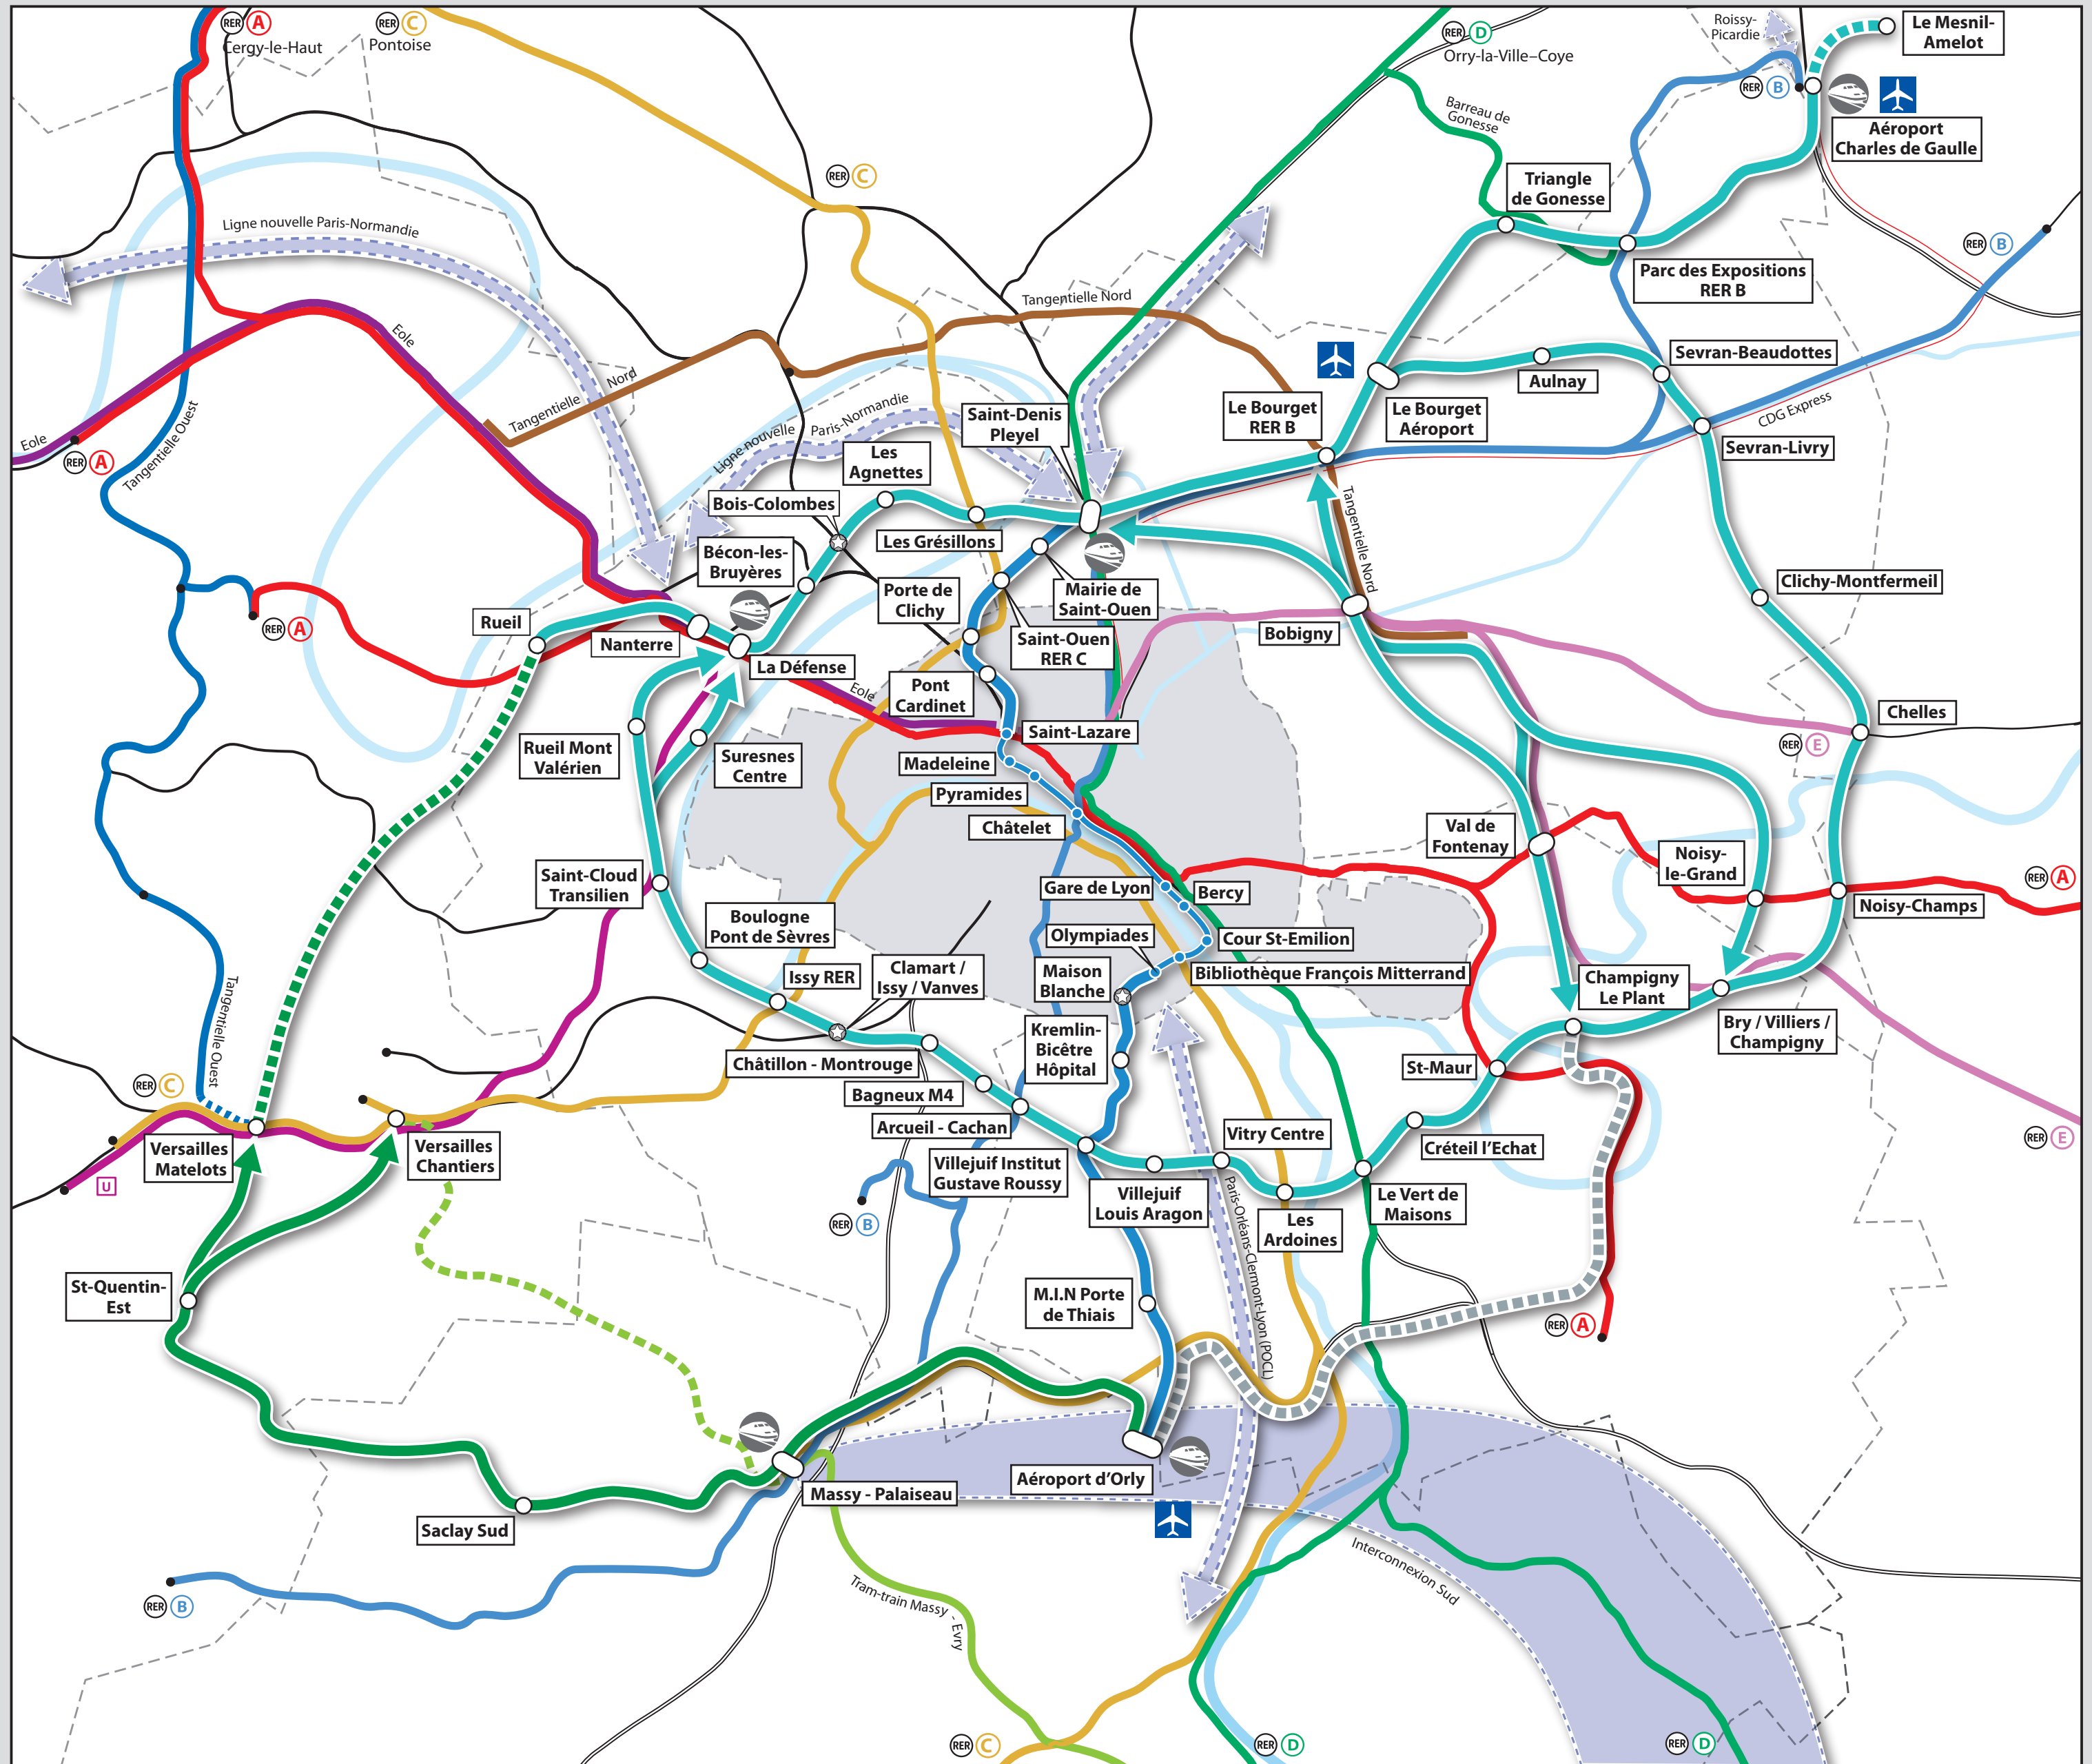 RER A
Cergy-le-Haut
RER C
Pontoise
RER D
Orry-la-Ville–Coye
Roissy-
Picardie
Le Mesnil-
Amelot
RER B
Aéroport
Charles de Gaulle
Barreau de
Gonesse
RER C
Triangle
de Gonesse
Ligne nouvelle Paris-Normandie
RER B
Parc des Expositions
RER B
Tangentielle Nord
Eole
Sevran-Beaudottes
Aulnay
Nord
Tangentielle
Le Bourget
RER B
Le Bourget
Aéroport
CDG Express
Saint-Denis
Pleyel
Ligne nouvelle Paris-Normandie
Eole
RER A
Tangentielle Ouest
Les
Agnettes
Sevran-Livry
Bois-Colombes
Tangentielle Nord
Les Grésillons
Bécon-les-
Bruyères
Clichy-Montfermeil
Porte de
Clichy
Mairie de
Saint-Ouen
RER A
Rueil
Nanterre
Saint-Ouen
RER C
Bobigny
La Défense
Eole
Pont
Cardinet
Chelles
Saint-Lazare
RER E
Rueil Mont
Valérien
Suresnes
Centre
Madeleine
Pyramides
Châtelet
Val de
Fontenay
Noisy-
le-Grand
Saint-Cloud
Transilien
Gare de Lyon
Bercy
RER A
Noisy-Champs
Boulogne
Pont de Sèvres
Olympiades
Cour St-Emilion
Issy RER
Clamart /
Issy / Vanves
Maison
Blanche
Bibliothèque François Mitterrand
Champigny
Le Plant
Bry / Villiers /
Champigny
Tangentielle Ouest
Kremlin-
Bicêtre
Hôpital
Châtillon - Montrouge
St-Maur
RER C
Bagneux M4
Arcueil - Cachan
Vitry Centre
Créteil l'Echat
RER E
Versailles
Matelots
Versailles
Chantiers
U
Villejuif Institut
Gustave Roussy
Villejuif
Louis Aragon
Le Vert de
Maisons
RER B
Les
Ardoines
Paris-Orléans-Clermont-Lyon (POCL)
St-Quentin-
Est
M.I.N Porte
de Thiais
RER A
Aéroport d'Orly
Massy - Palaiseau
Saclay Sud
Interconnexion Sud
RER B
Tram-train Massy - Evry
RER C
RER D
RER D